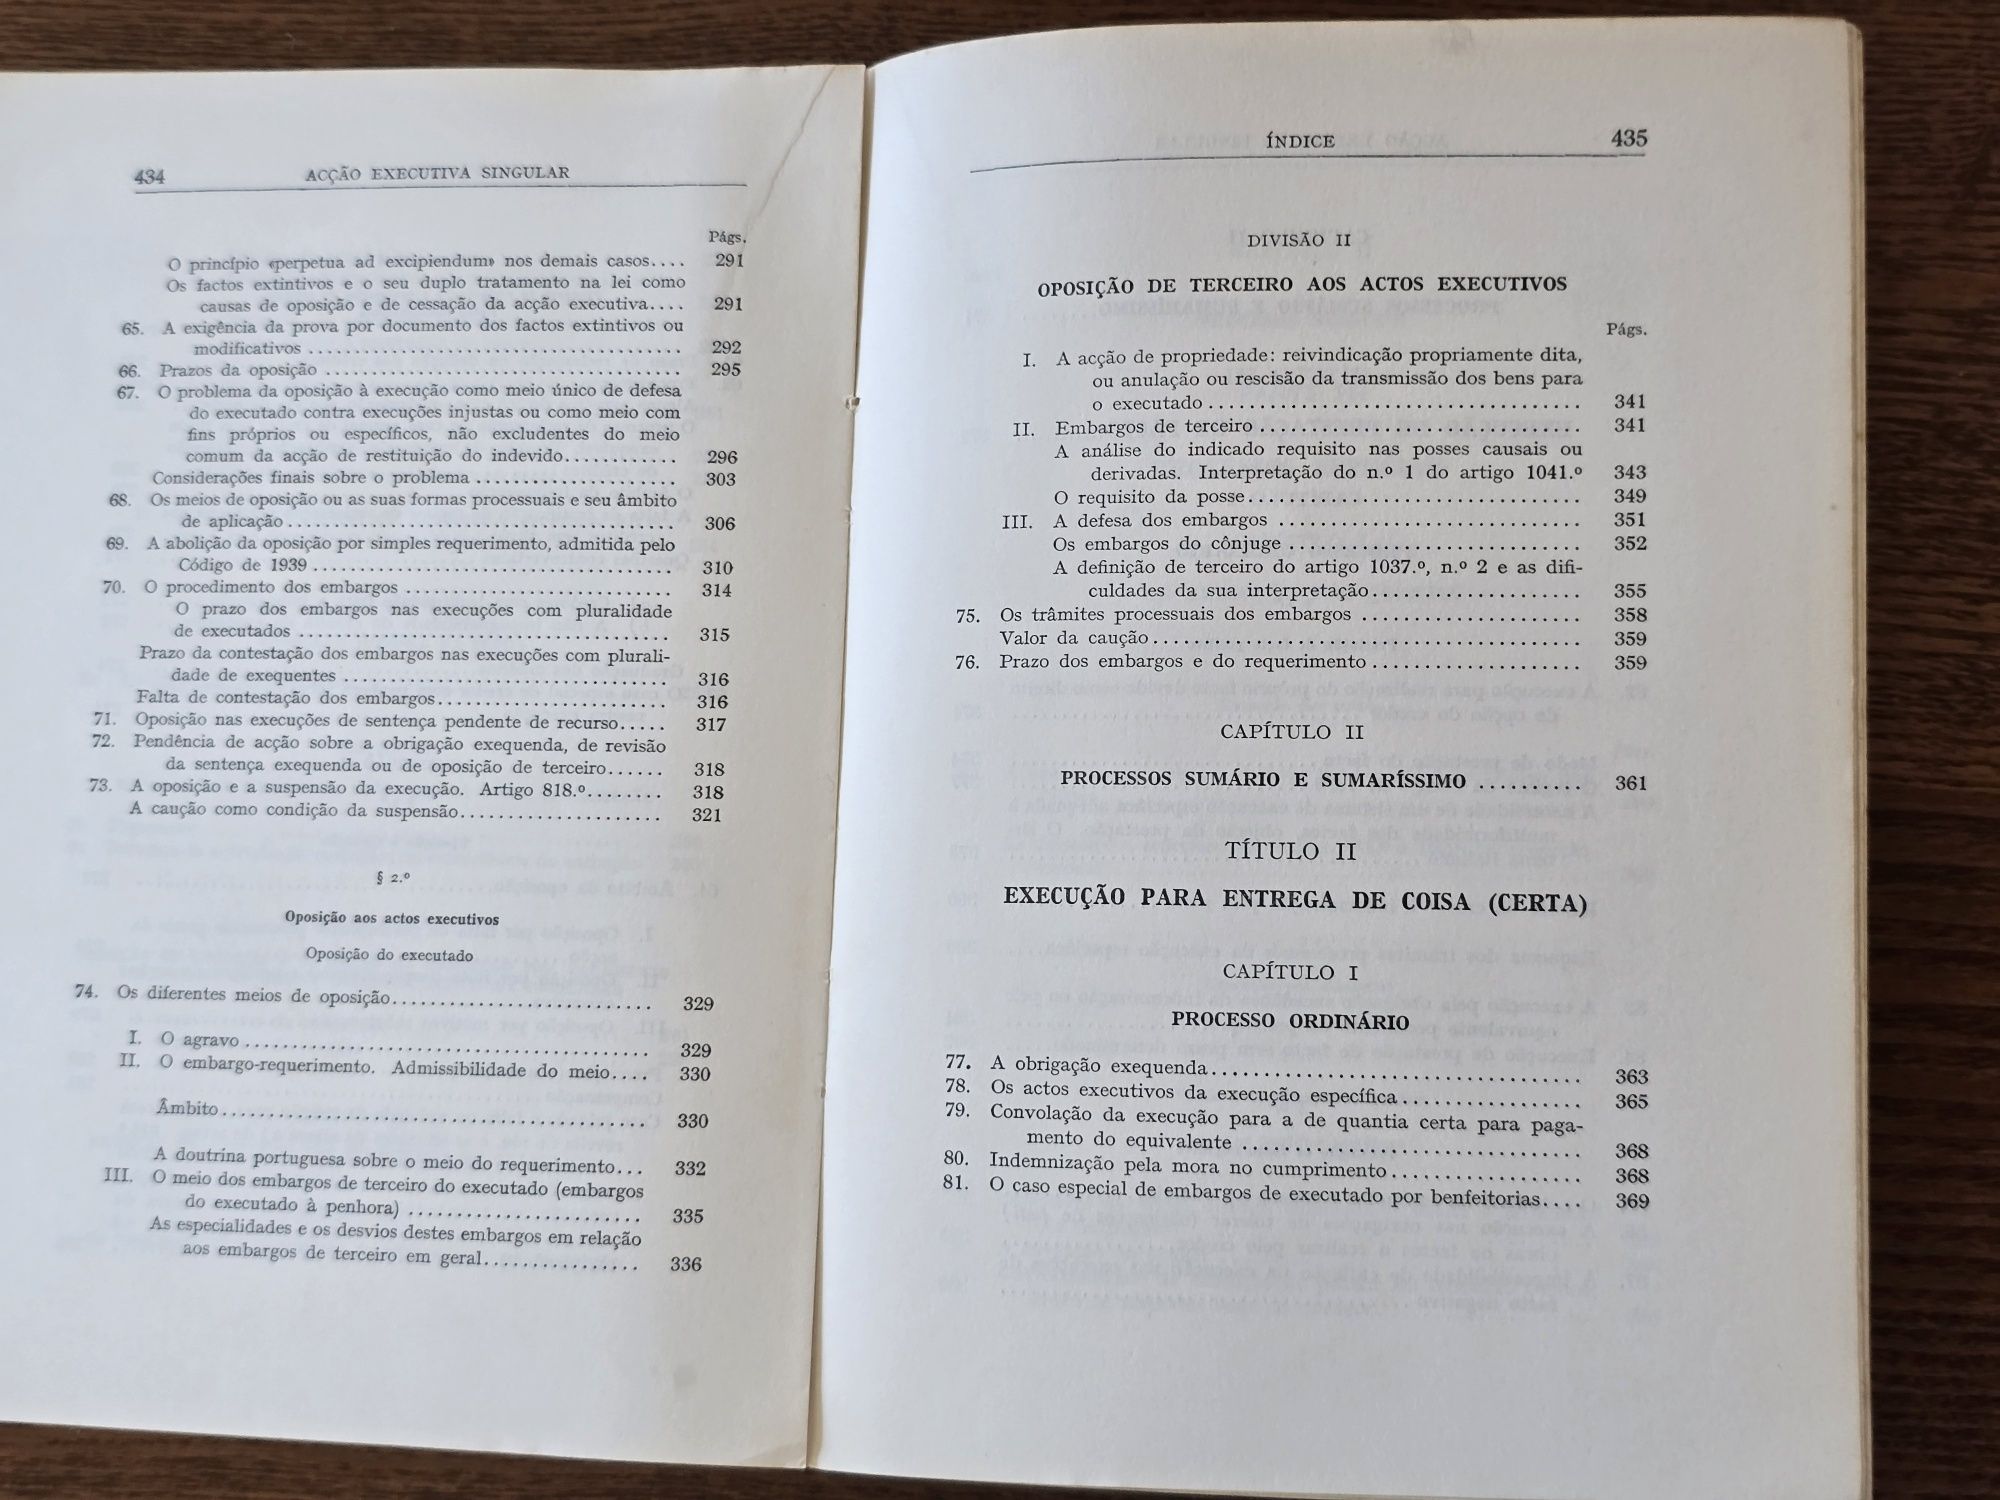 434 ACÇÃO EXECUTIVA SINGULAR
Págs.
O princípio «perpetua ad excipiendum» nos demais casos.... 291
Os factos extintivos e o seu duplo tratamento na lei como
causas de oposição e de cessação da acção executiva.... 291
65. A exigência da prova por documento dos factos extintivos ou
modificativos ........................................ 292
66. Prazos da oposição ...................................... 295
67. O problema da oposição à execução como meio único de defesa
do executado contra execuções injustas ou como meio com
fins próprios ou específicos, não excludentes do meio
comum da acção de restituição do indevido............ 296
Considerações finais sobre o problema ...................... 303
68. Os meios de oposição ou as suas formas processuais e seu âmbito
de aplicação ......................................... 306
69. A abolição da oposição por simples requerimento, admitida pelo
Código de 1939 ....................................... 310
70. O procedimento dos embargos ............................. 314
O prazo dos embargos nas execuções com pluralidade
de executados ........................................ 315
Prazo da contestação dos embargos nas execuções com plurali-
dade de exequentes ................................... 316
Falta de contestação dos embargos......................... 316
71. Oposição nas execuções de sentença pendente de recurso..... 317
72. Pendência de acção sobre a obrigação exequenda, de revisão
da sentença exequenda ou de oposição de terceiro...... 318
73. A oposição e a suspensão da execução. Artigo 818.º........ 318
A caução como condição da suspensão...................... 321
§ 2.º
Oposição aos actos executivos
Oposição do executado
74. Os diferentes meios de oposição............................ 329
I. O agravo ............................................ 329
II. O embargo-requerimento. Admissibilidade do meio.... 330
Âmbito.............................................. 330
A doutrina portuguesa sobre o meio do requerimento... 332
III. O meio dos embargos de terceiro do executado (embargos
do executado à penhora) ......................... 335
As especialidades e os desvios destes embargos em relação
aos embargos de terceiro em geral................. 336
ÍNDICE 435
DIVISÃO II
OPOSIÇÃO DE TERCEIRO AOS ACTOS EXECUTIVOS
Págs.
I. A acção de propriedade: reivindicação propriamente dita,
ou anulação ou rescisão da transmissão dos bens para
o executado ..................................... 341
II. Embargos de terceiro ................................ 341
A análise do indicado requisito nas posses causais ou
derivadas. Interpretação do n.º 1 do artigo 1041.º 343
O requisito da posse................................. 349
III. A defesa dos embargos .............................. 351
Os embargos do cônjuge ............................. 352
A definição de terceiro do artigo 1037.º, n.º 2 e as difi-
culdades da sua interpretação..................... 355
75. Os trâmites processuais dos embargos ...................... 358
Valor da caução........................................... 359
76. Prazo dos embargos e do requerimento ..................... 359
CAPÍTULO II
PROCESSOS SUMÁRIO E SUMARÍSSIMO .......... 361
TÍTULO II
EXECUÇÃO PARA ENTREGA DE COISA (CERTA)
CAPÍTULO I
PROCESSO ORDINÁRIO
77. A obrigação exequenda..................................... 363
78. Os actos executivos da execução específica .................. 365
79. Convolação da execução para a de quantia certa para paga-
mento do equivalente .................................. 368
80. Indemnização pela mora no cumprimento ................... 368
81. O caso especial de embargos de executado por benfeitorias.... 369